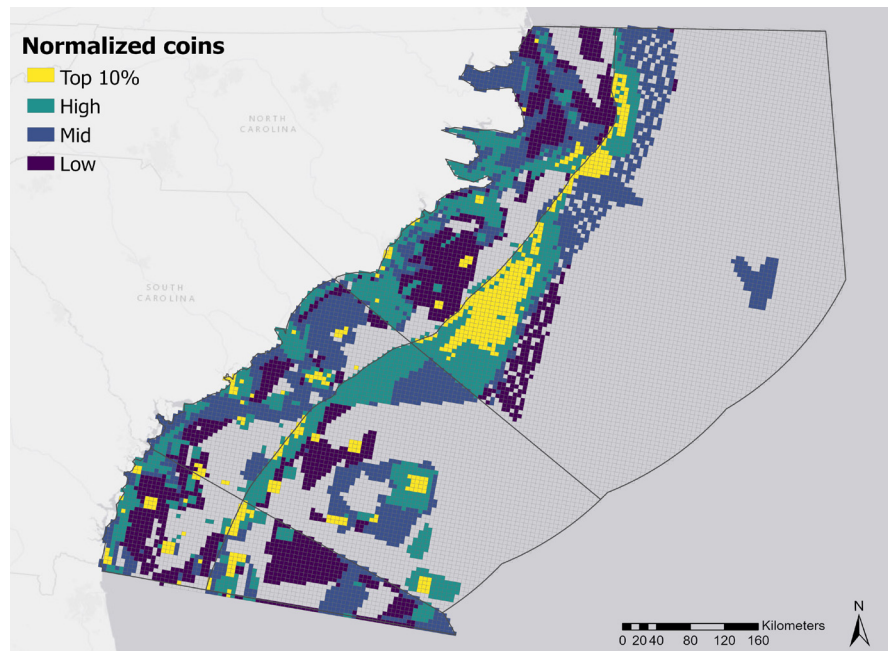 Normalized coins
Top 10%
High
Mid
Low
NORTH
CAROLINA
SOUTH
CAROLINA
N
Kilometers
0 20 40 80 120 160